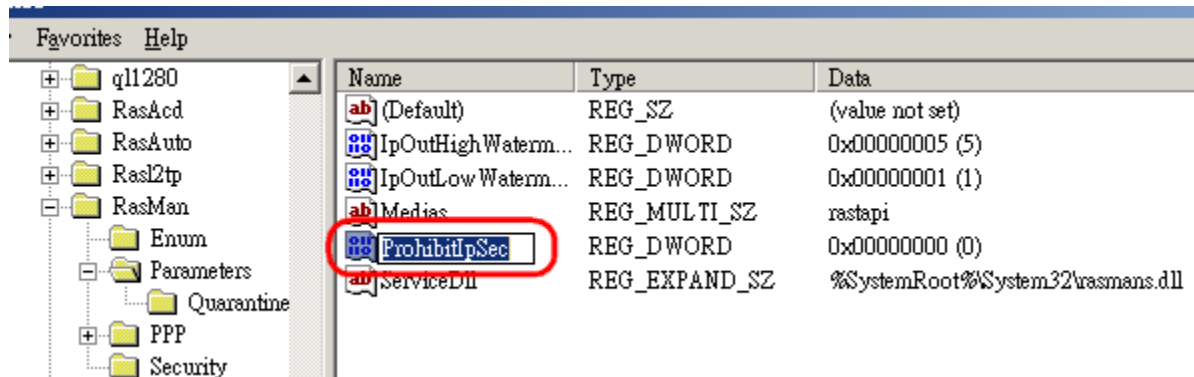 Favorites Help
ql1280
RasAcd
RasAuto
Rasl2tp
RasMan
Enum
Parameters
Quarantine
PPP
Security
Name Type Data
(Default) REG_SZ (value not set)
IpOutHighWaterm... REG_DWORD 0x00000005 (5)
IpOutLowWaterm... REG_DWORD 0x00000001 (1)
Medias REG_MULTI_SZ rastapi
ProhibitIpSec REG_DWORD 0x00000000 (0)
ServiceDll REG_EXPAND_SZ %SystemRoot%\System32\rasmans.dll